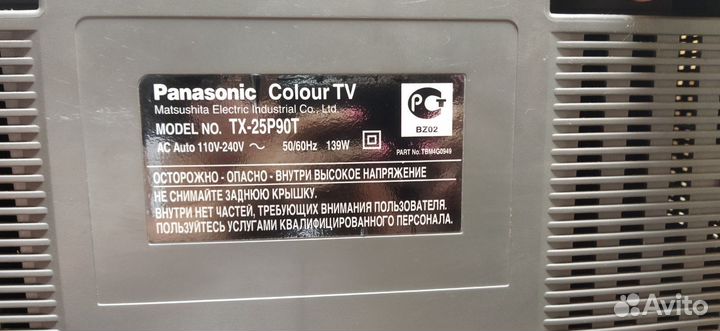 Panasonic Colour TV
Matsushita Electric Industrial Co., Ltd.
MODEL NO. TX-25P90T
AC Auto 110V-240V ~ 50/60Hz 139W
РСТ
BZ02
PART No. TBM4G0949
ОСТОРОЖНО - ОПАСНО - ВНУТРИ ВЫСОКОЕ НАПРЯЖЕНИЕ
НЕ СНИМАЙТЕ ЗАДНЮЮ КРЫШКУ.
ВНУТРИ НЕТ ЧАСТЕЙ, ТРЕБУЮЩИХ ВНИМАНИЯ ПОЛЬЗОВАТЕЛЯ.
ПОЛЬЗУЙТЕСЬ УСЛУГАМИ КВАЛИФИЦИРОВАННОГО ПЕРСОНАЛА.
Avito